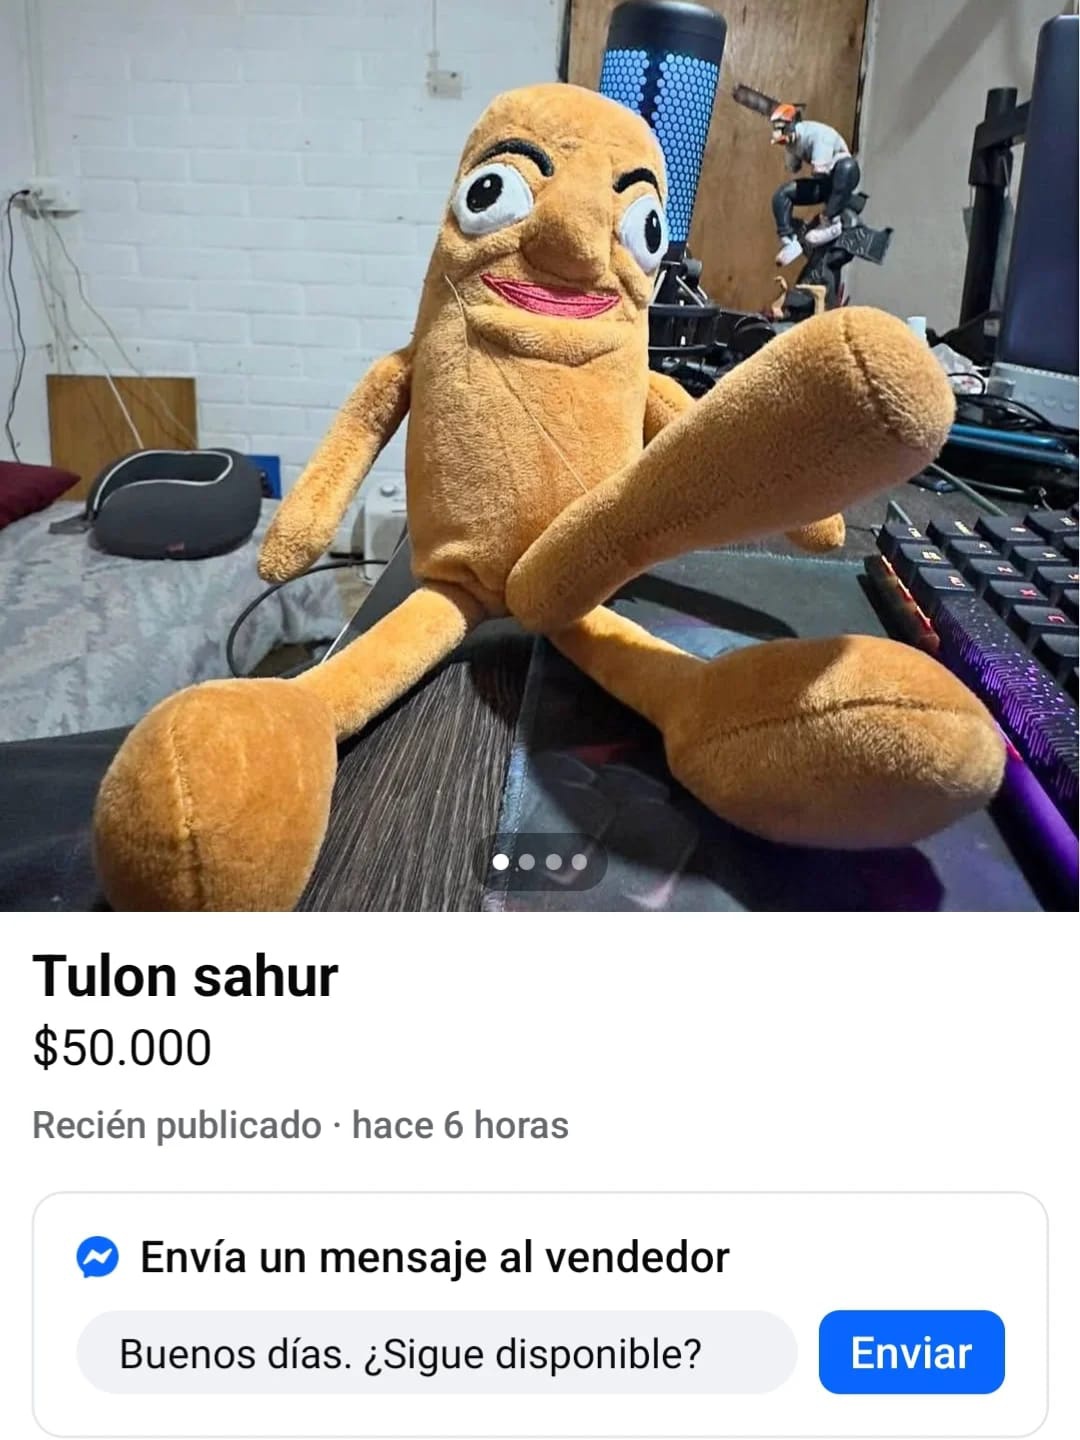 Tulon sahur
$50.000
Recién publicado · hace 6 horas
Envía un mensaje al vendedor
Buenos días. ¿Sigue disponible?
Enviar